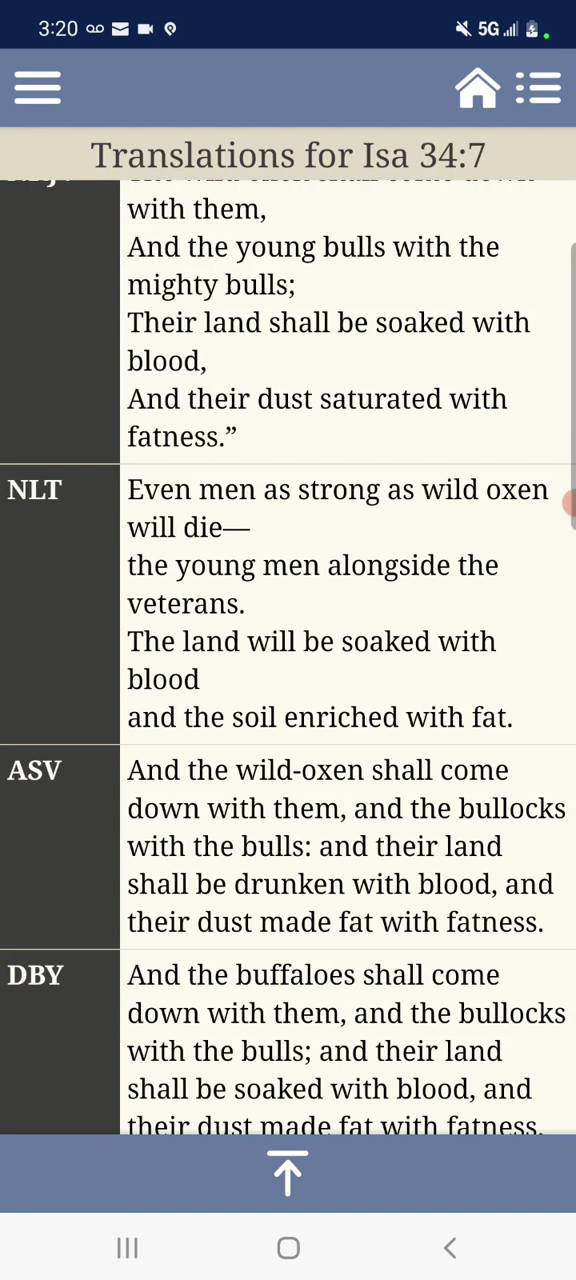 3:20
5G
Translations for Isa 34:7
with them,
And the young bulls with the
mighty bulls;
Their land shall be soaked with
blood,
And their dust saturated with
fatness.”
NLT
Even men as strong as wild oxen
will die—
the young men alongside the
veterans.
The land will be soaked with
blood
and the soil enriched with fat.
ASV
And the wild-oxen shall come
down with them, and the bullocks
with the bulls: and their land
shall be drunken with blood, and
their dust made fat with fatness.
DBY
And the buffaloes shall come
down with them, and the bullocks
with the bulls; and their land
shall be soaked with blood, and
their dust made fat with fatness.